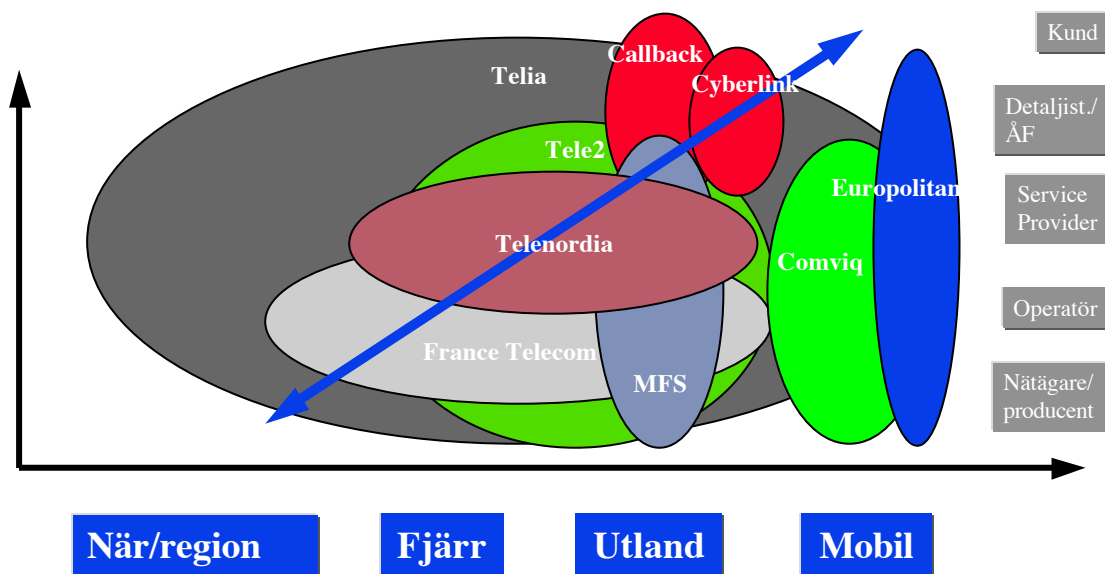 Kund
Callback
Telia
Cyberlink
Detaljist./
ÅF
Tele2
Europolitan
Service
Provider
Telenordia
Comviq
Operatör
France Telecom
MFS
Nätägare/
producent
När/region
Fjärr
Utland
Mobil